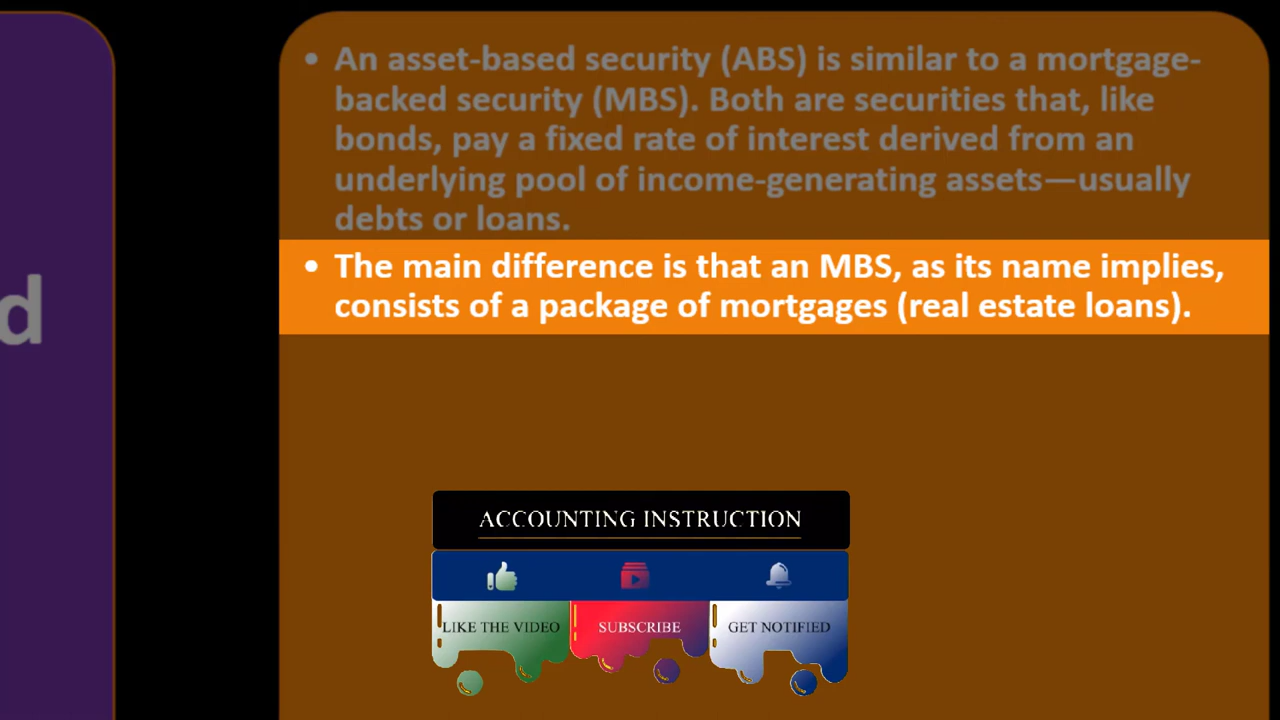 • An asset-based security (ABS) is similar to a mortgage-
backed security (MBS). Both are securities that, like
bonds, pay a fixed rate of interest derived from an
underlying pool of income-generating assets—usually
debts or loans.
• The main difference is that an MBS, as its name implies,
consists of a package of mortgages (real estate loans).
d
ACCOUNTING INSTRUCTION
LIKE THE VIDEO
SUBSCRIBE
GET NOTIFIED